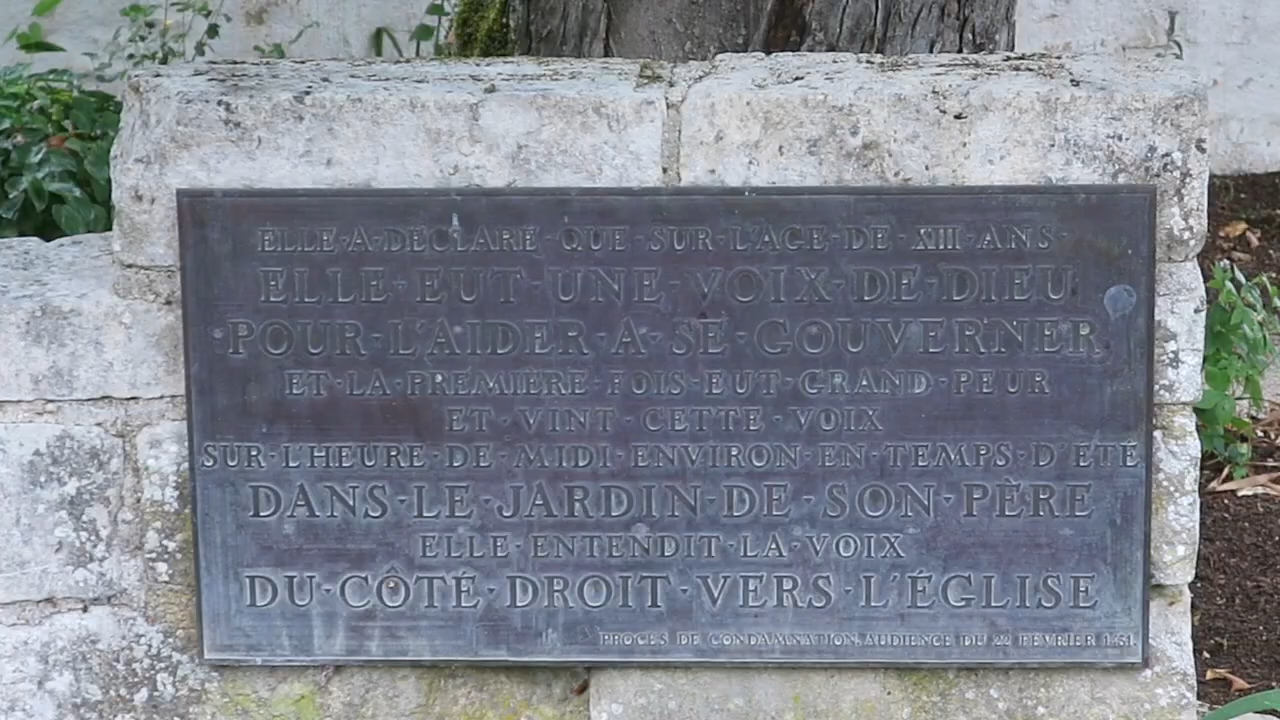 ELLE·A·DÉCLARÉ·QUE·SUR·L'AGE·DE·XIII·ANS·
ELLE·EUT·UNE·VOIX·DE·DIEU
·POUR·L'AIDER·A·SE·GOUVERNER·
ET·LA·PREMIÈRE·FOIS·EUT·GRAND·PEUR
ET·VINT·CETTE·VOIX
SUR·L'HEURE·DE·MIDI·ENVIRON·EN·TEMPS·D'ÉTÉ
DANS·LE·JARDIN·DE·SON·PÈRE
ELLE·ENTENDIT·LA·VOIX
DU·CÔTÉ·DROIT·VERS·L'ÉGLISE
PROCES DE CONDAMNATION, AUDIENCE DU 22 FÉVRIER 1431.